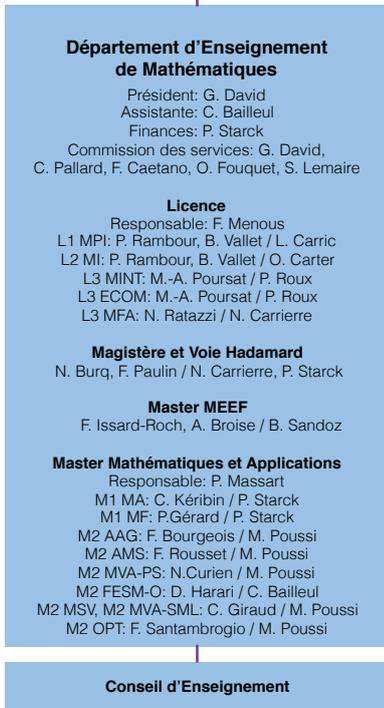 Département d'Enseignement
de Mathématiques
Président: G. David
Assistante: C. Bailleul
Finances: P. Starck
Commission des services: G. David,
C. Pallard, F. Caetano, O. Fouquet, S. Lemaire
Licence
Responsable: F. Menous
L1 MPI: P. Rambour, B. Vallet / L. Carric
L2 MI: P. Rambour, B. Vallet / O. Carter
L3 MINT: M.-A. Poursat / P. Roux
L3 ECOM: M.-A. Poursat / P. Roux
L3 MFA: N. Ratazzi / N. Carrierre
Magistère et Voie Hadamard
N. Burq, F. Paulin / N. Carrierre, P. Starck
Master MEEF
F. Issard-Roch, A. Broise / B. Sandoz
Master Mathématiques et Applications
Responsable: P. Massart
M1 MA: C. Kéribin / P. Starck
M1 MF: P.Gérard / P. Starck
M2 AAG: F. Bourgeois / M. Poussi
M2 AMS: F. Rousset / M. Poussi
M2 MVA-PS: N.Curien / M. Poussi
M2 FESM-O: D. Harari / C. Bailleul
M2 MSV, M2 MVA-SML: C. Giraud / M. Poussi
M2 OPT: F. Santambrogio / M. Poussi
Conseil d'Enseignement